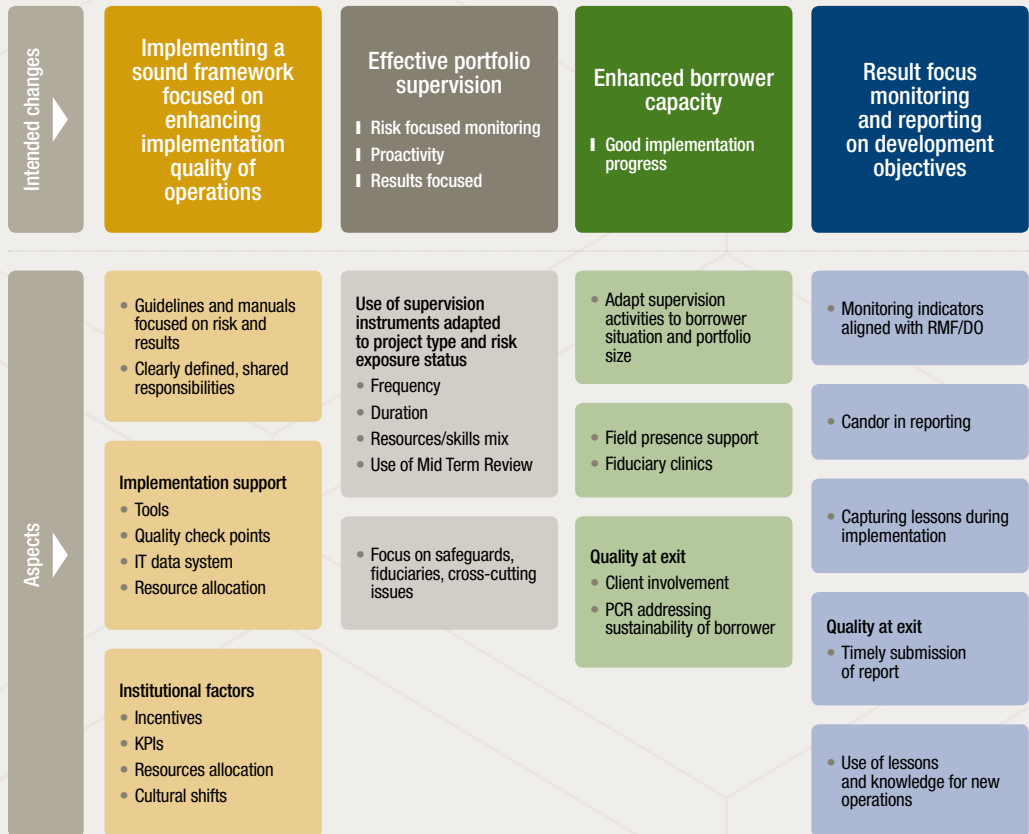 Intended changes
Implementing a
sound framework
focused on
enhancing
implementation
quality of
operations
Effective portfolio
supervision
Risk focused monitoring
Proactivity
Results focused
Enhanced borrower
capacity
Good implementation
progress
Result focus
monitoring
and reporting
on development
objectives
Aspects
• Guidelines and manuals
focused on risk and
results
• Clearly defined, shared
responsibilities
Implementation support
• Tools
• Quality check points
• IT data system
• Resource allocation
Institutional factors
• Incentives
• KPIs
• Resources allocation
• Cultural shifts
Use of supervision
instruments adapted
to project type and risk
exposure status
• Frequency
• Duration
• Resources/skills mix
• Use of Mid Term Review
• Focus on safeguards,
fiduciaries, cross-cutting
issues
• Adapt supervision
activities to borrower
situation and portfolio
size
• Field presence support
• Fiduciary clinics
Quality at exit
• Client involvement
• PCR addressing
sustainability of borrower
• Monitoring indicators
aligned with RMF/DO
• Candor in reporting
• Capturing lessons during
implementation
Quality at exit
• Timely submission
of report
• Use of lessons
and knowledge for new
operations